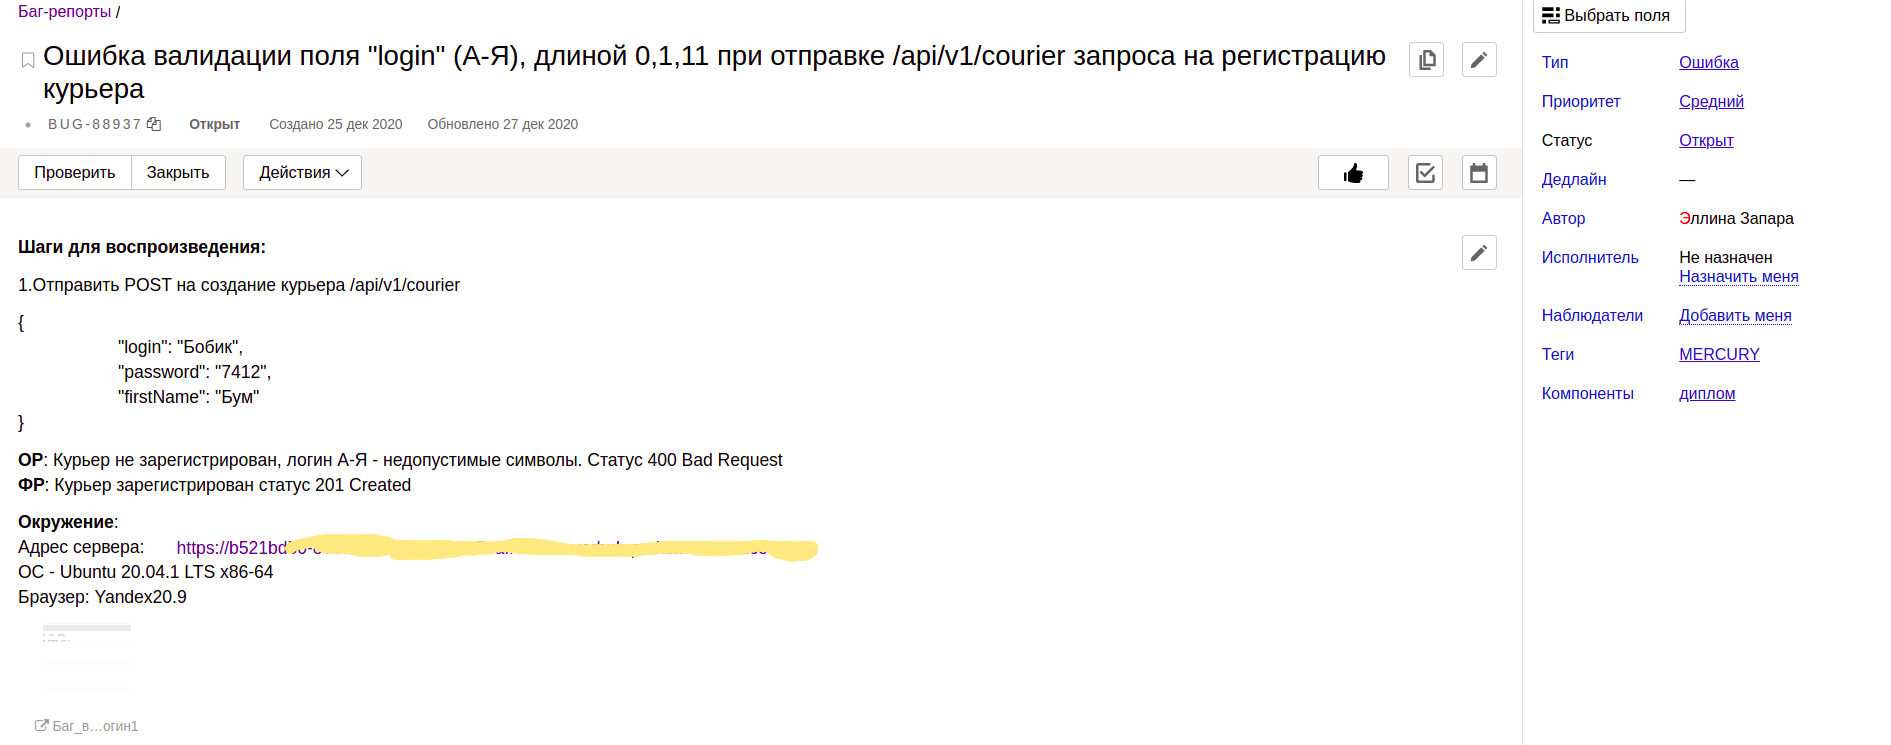 Баг-репорты /
Ошибка валидации поля "login" (А-Я), длиной 0,1,11 при отправке /api/v1/courier запроса на регистрацию
курьера
BUG-88937 Открыт Создано 25 дек 2020 Обновлено 27 дек 2020
Проверить Закрыть Действия
Шаги для воспроизведения:
1.Отправить POST на создание курьера /api/v1/courier
{
"login": "Бобик",
"password": "7412",
"firstName": "Бум"
}
ОР: Курьер не зарегистрирован, логин А-Я - недопустимые символы. Статус 400 Bad Request
ФР: Курьер зарегистрирован статус 201 Created
Окружение:
Адрес сервера:
ОС - Ubuntu 20.04.1 LTS x86-64
Браузер: Yandex20.9
Баг_в...огин1
Выбрать поля
Тип Ошибка
Приоритет Средний
Статус Открыт
Дедлайн —
Автор Эллина Запара
Исполнитель Не назначен
Назначить меня
Наблюдатели Добавить меня
Теги MERCURY
Компоненты диплом